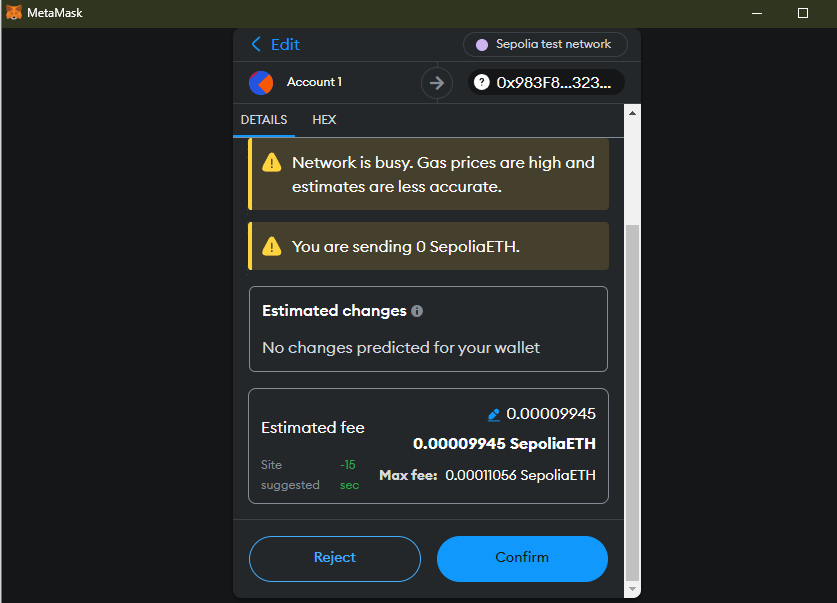 MetaMask
Edit
Sepolia test network
Account 1
0x983F8...323...
DETAILS HEX
Network is busy. Gas prices are high and
estimates are less accurate.
You are sending 0 SepoliaETH.
Estimated changes
No changes predicted for your wallet
0.00009945
Estimated fee
0.00009945 SepoliaETH
Site
suggested
~15
sec
Max fee: 0.00011056 SepoliaETH
Reject
Confirm